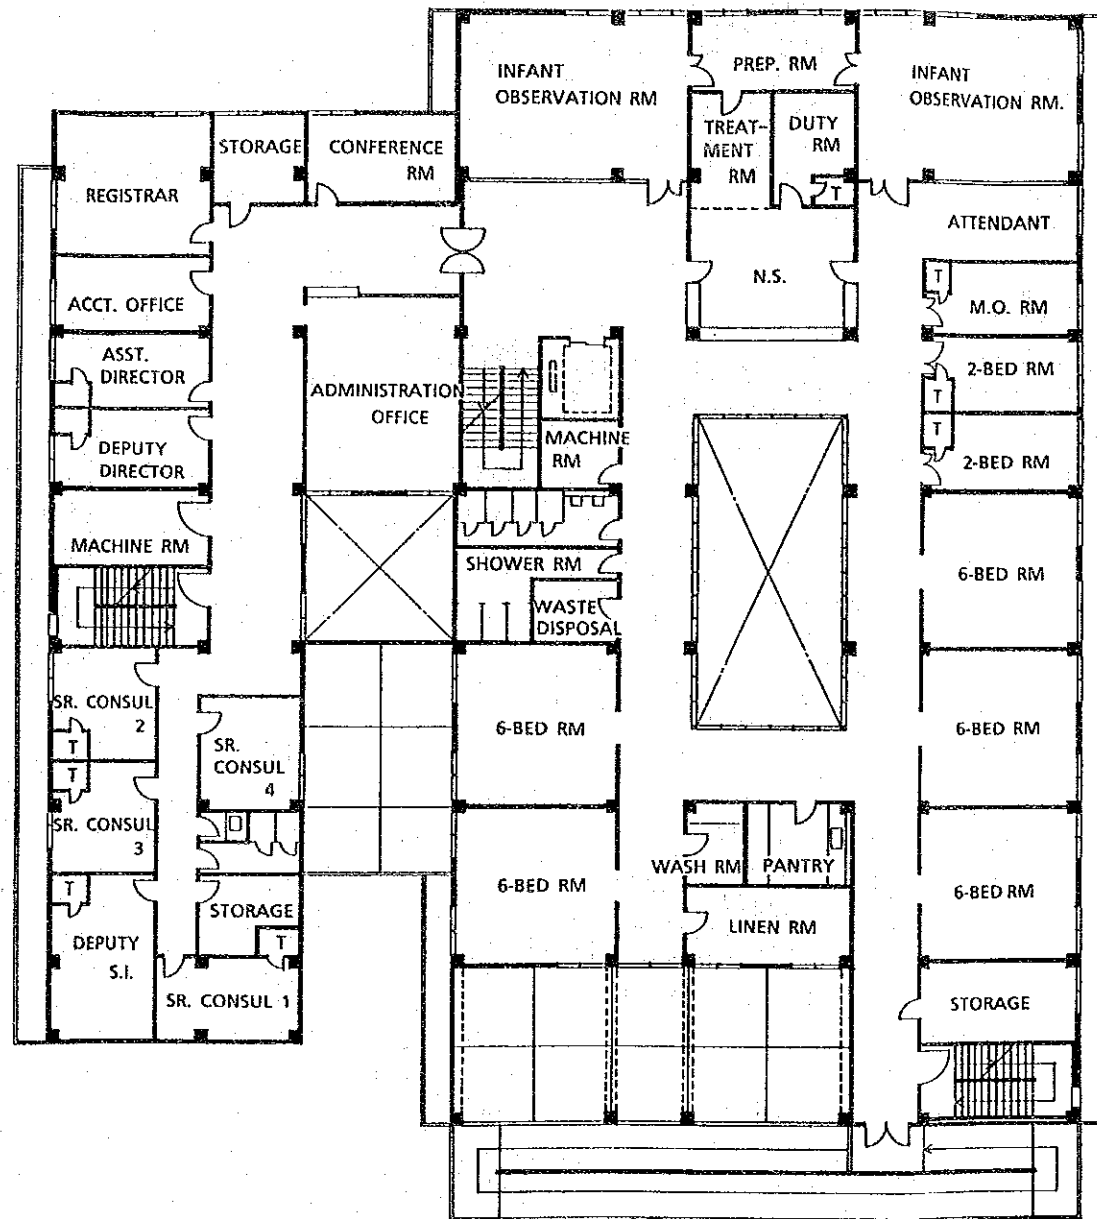 INFANT
OBSERVATION RM
PREP. RM
INFANT
OBSERVATION RM.
STORAGE
CONFERENCE
RM
TREAT-
MENT
RM
DUTY
RM
T
REGISTRAR
ATTENDANT
N.S.
T
M.O. RM
ACCT. OFFICE
ASST.
DIRECTOR
ADMINISTRATION
OFFICE
2-BED RM
T
T
2-BED RM
DEPUTY
DIRECTOR
MACHINE
RM
MACHINE RM
SHOWER RM
6-BED RM
WASTE
DISPOSAL
SR. CONSUL
2
T
T
SR.
CONSUL
4
6-BED RM
6-BED RM
SR. CONSUL
3
WASH RM
PANTRY
T
6-BED RM
6-BED RM
STORAGE
LINEN RM
DEPUTY
S.I.
T
SR. CONSUL 1
STORAGE